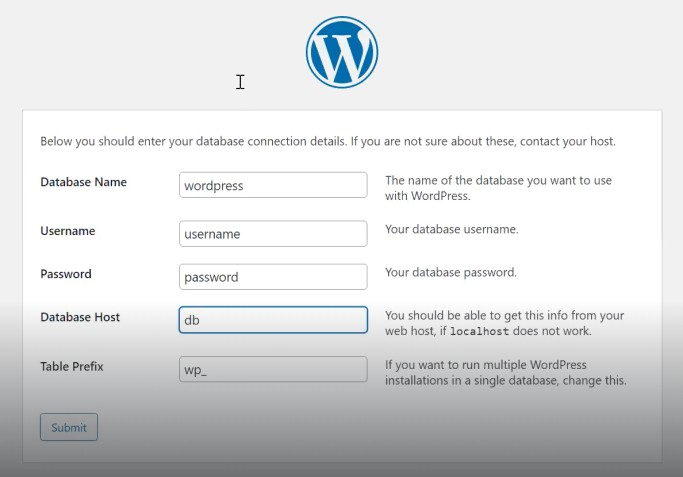 Below you should enter your database connection details. If you are not sure about these, contact your host.
Database Name
wordpress
The name of the database you want to use
with WordPress.
Username
username
Your database username.
Password
password
Your database password.
Database Host
db
You should be able to get this info from your
web host, if localhost does not work.
Table Prefix
wp_
If you want to run multiple WordPress
installations in a single database, change this.
Submit